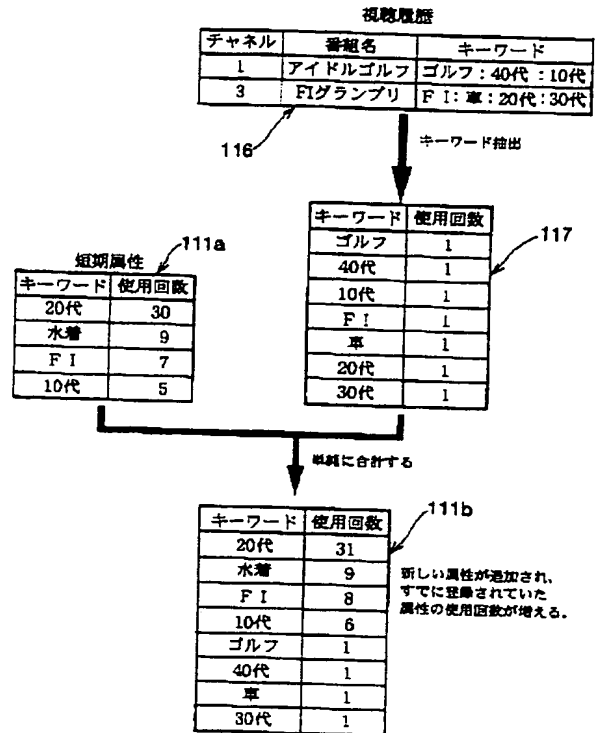 視聴履歴
チャネル 番組名 キーワード
1 アイドルゴルフ ゴルフ：40代：10代
3 FIグランプリ ＦＩ：車：20代：30代
116
キーワード抽出
キーワード 使用回数
ゴルフ 1
40代 1
10代 1
ＦＩ 1
車 1
20代 1
30代 1
117
短期属性
111a
キーワード 使用回数
20代 30
水着 9
ＦＩ 7
10代 5
単純に合計する
111b
キーワード 使用回数
20代 31
水着 9
ＦＩ 8
10代 6
ゴルフ 1
40代 1
車 1
30代 1
新しい属性が追加され、
すでに登録されていた
属性の使用回数が増える。